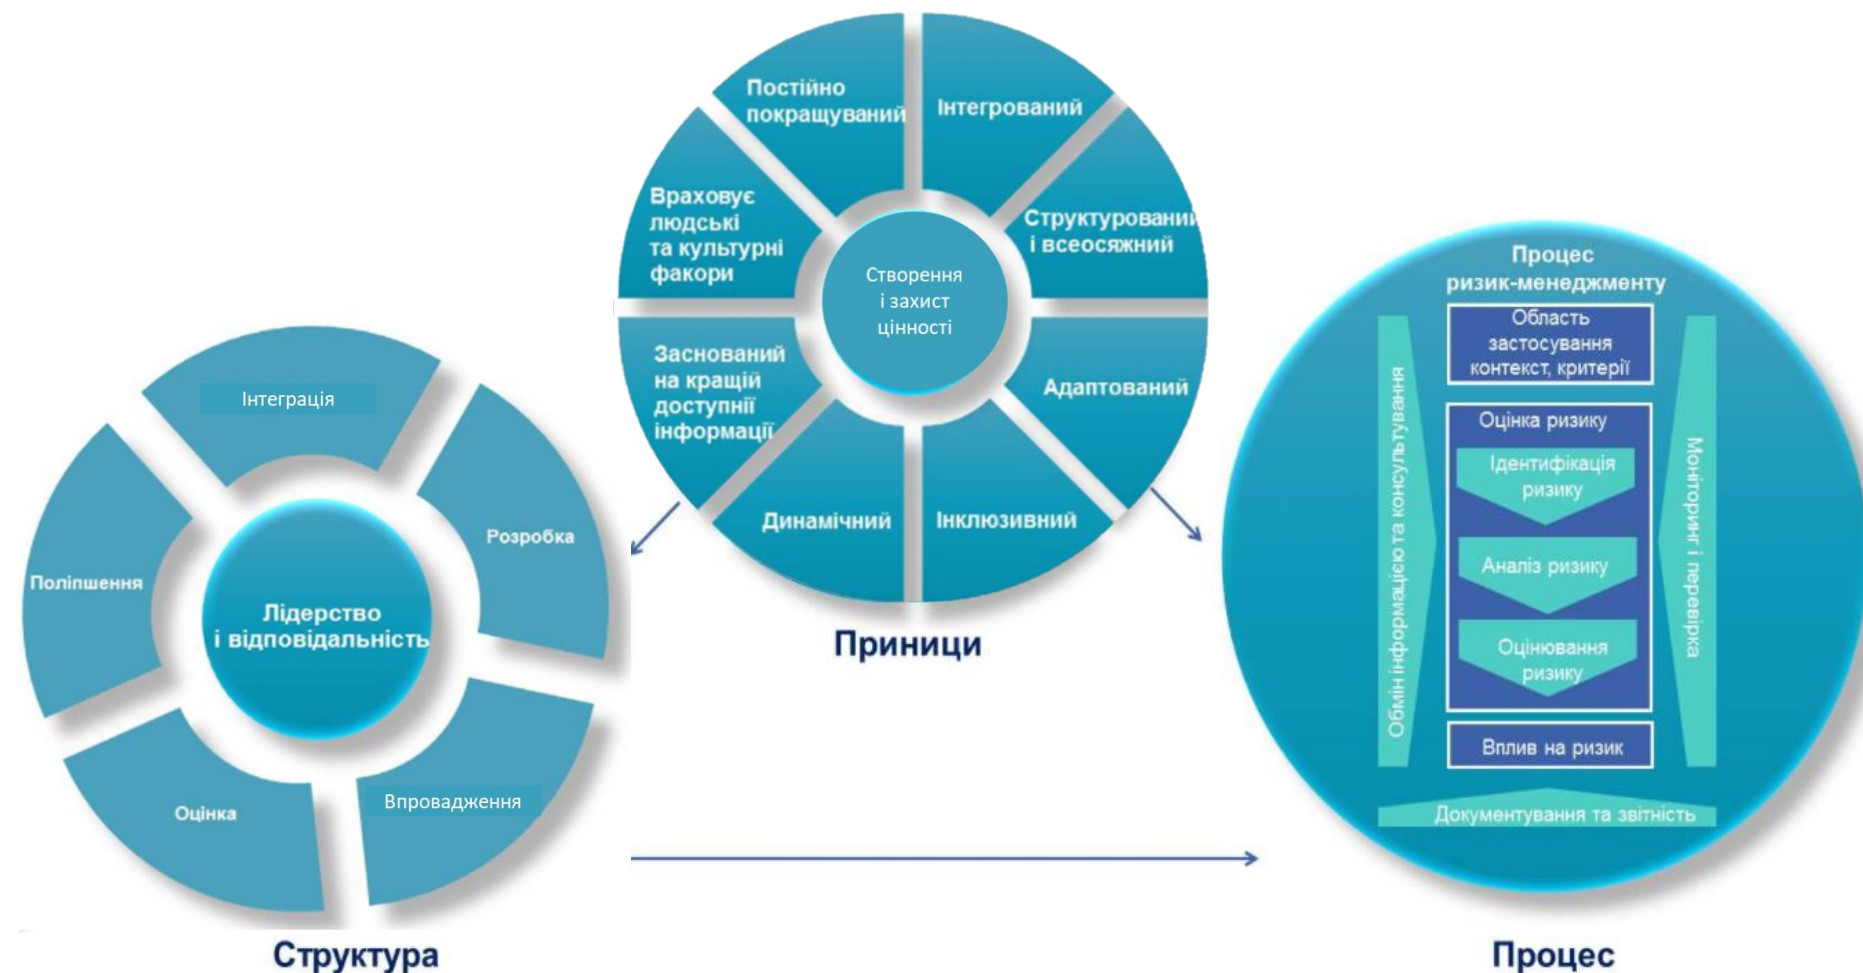 Постійно
покращуваний
Інтегрований
Структурований
і всеосяжний
Адаптований
Інклюзивний
Динамічний
Заснований
на кращій
доступнії
інформації
Враховує
людські
та культурні
факори
Створення
і захист
цінності
Приници
Інтеграція
Розробка
Впровадження
Оцінка
Поліпшення
Лідерство
і відповідальність
Структура
Процес
ризик-менеджменту
Область
застосування
контекст, критерії
Оцінка ризику
Ідентифікація
ризику
Аналіз ризику
Оцінювання
ризику
Вплив на ризик
Обмін інформацією та консультування
Моніторинг і перевірка
Документування та звітність
Процес